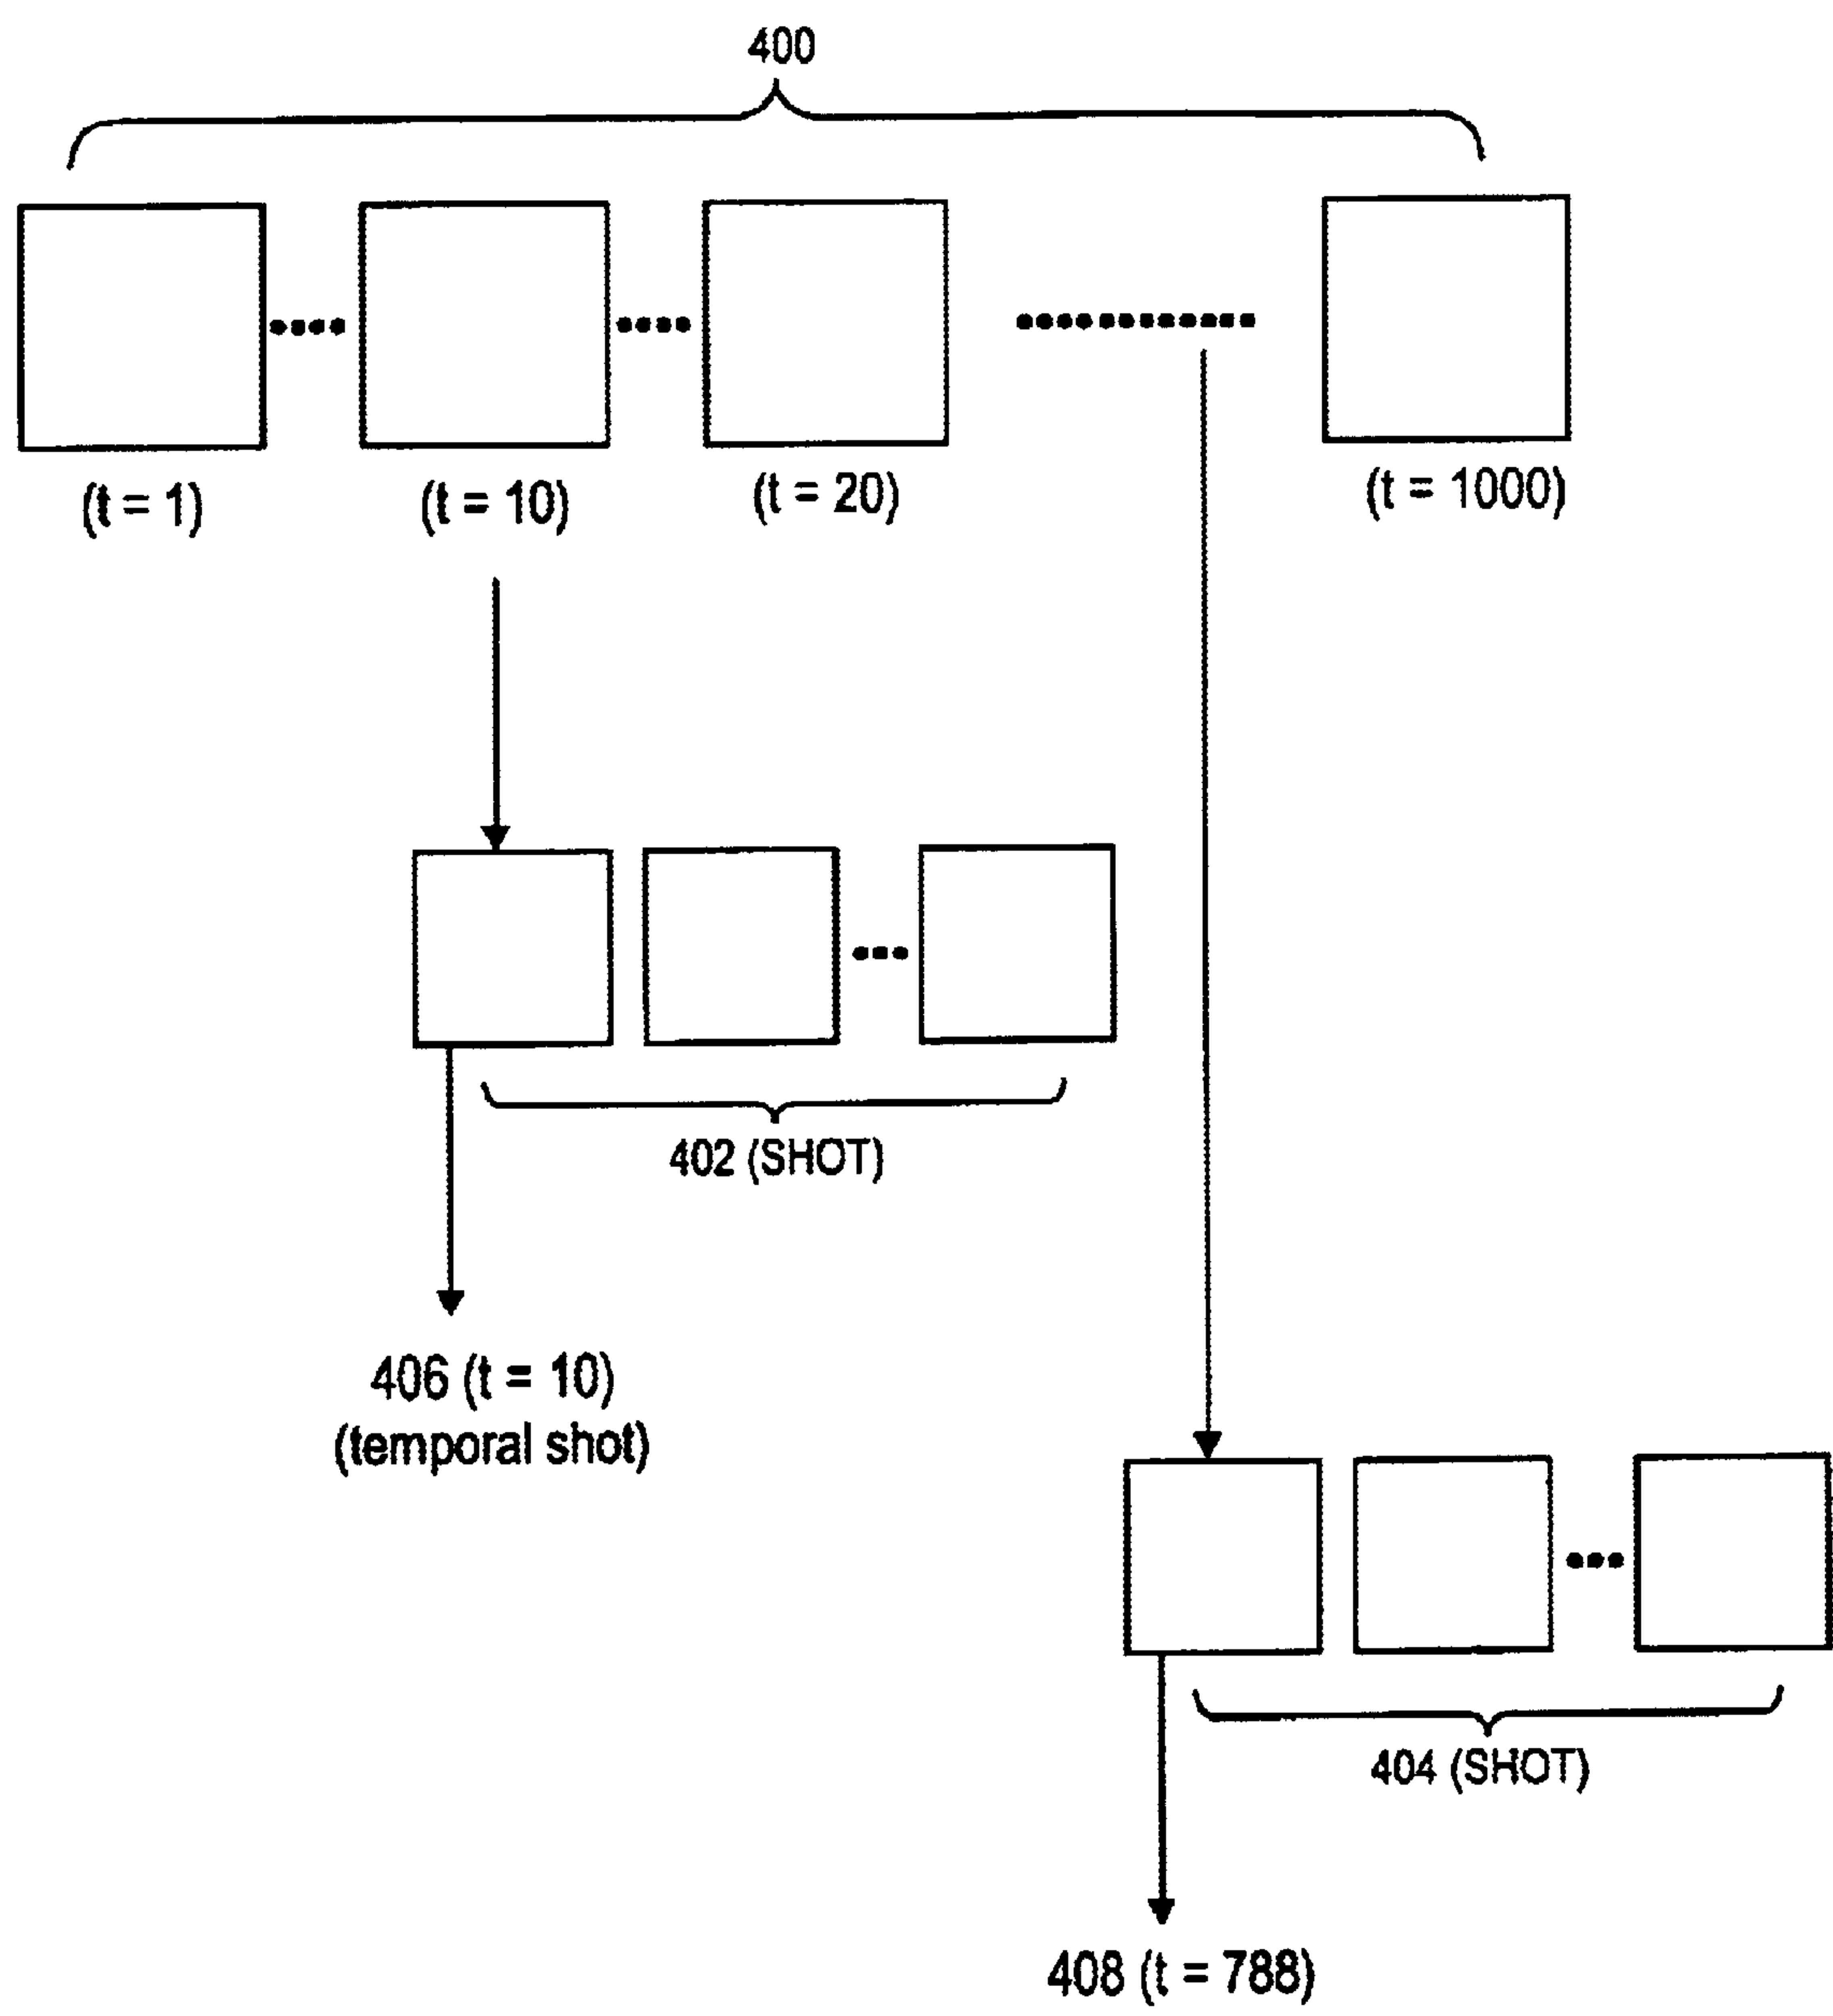 400
(t = 1)
(t = 10)
(t = 20)
(t = 1000)
402 (SHOT)
406 (t = 10)
(temporal shot)
404 (SHOT)
408 (t = 788)